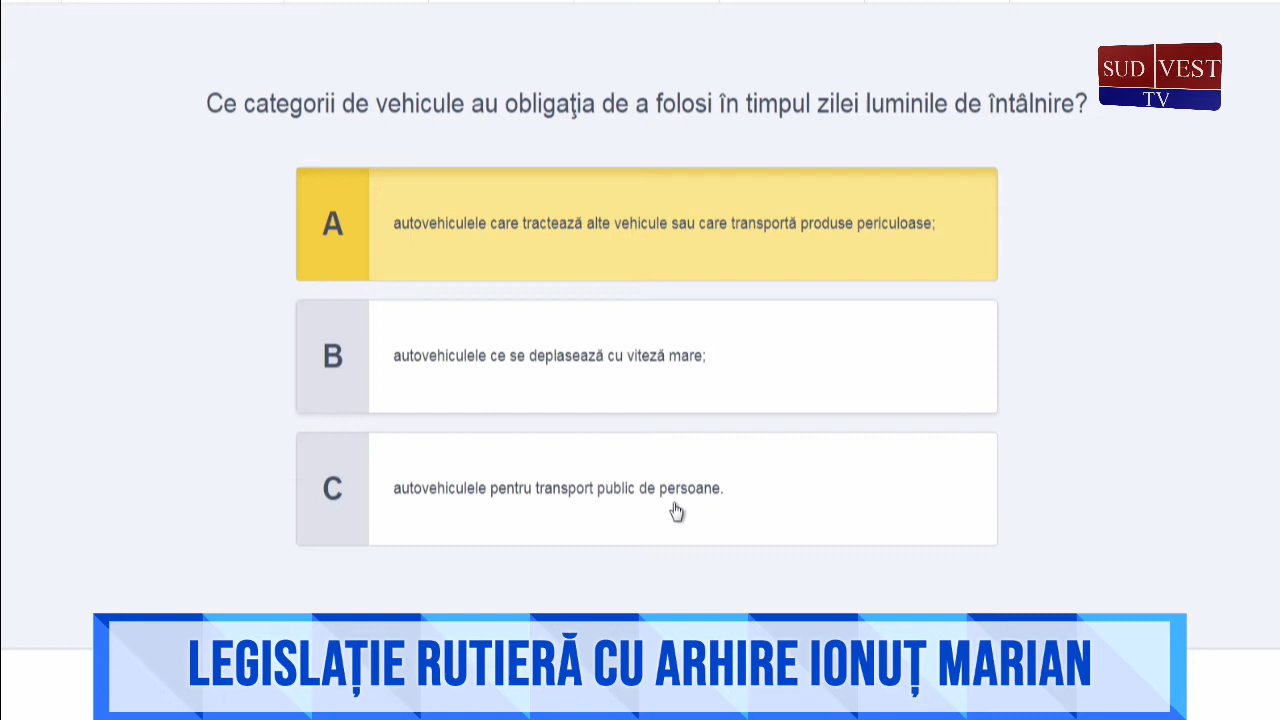 SUD VEST
TV
Ce categorii de vehicule au obligaţia de a folosi în timpul zilei luminile de întâlnire?
A
autovehiculele care tractează alte vehicule sau care transportă produse periculoase;
B
autovehiculele ce se deplasează cu viteză mare;
C
autovehiculele pentru transport public de persoane.
LEGISLAȚIE RUTIERĂ CU ARHIRE IONUȚ MARIAN